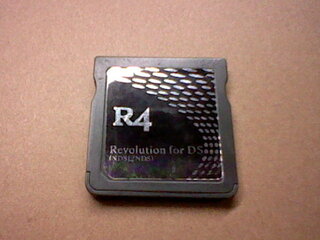 R4
Revolution for DS
(NDSL/NDS)